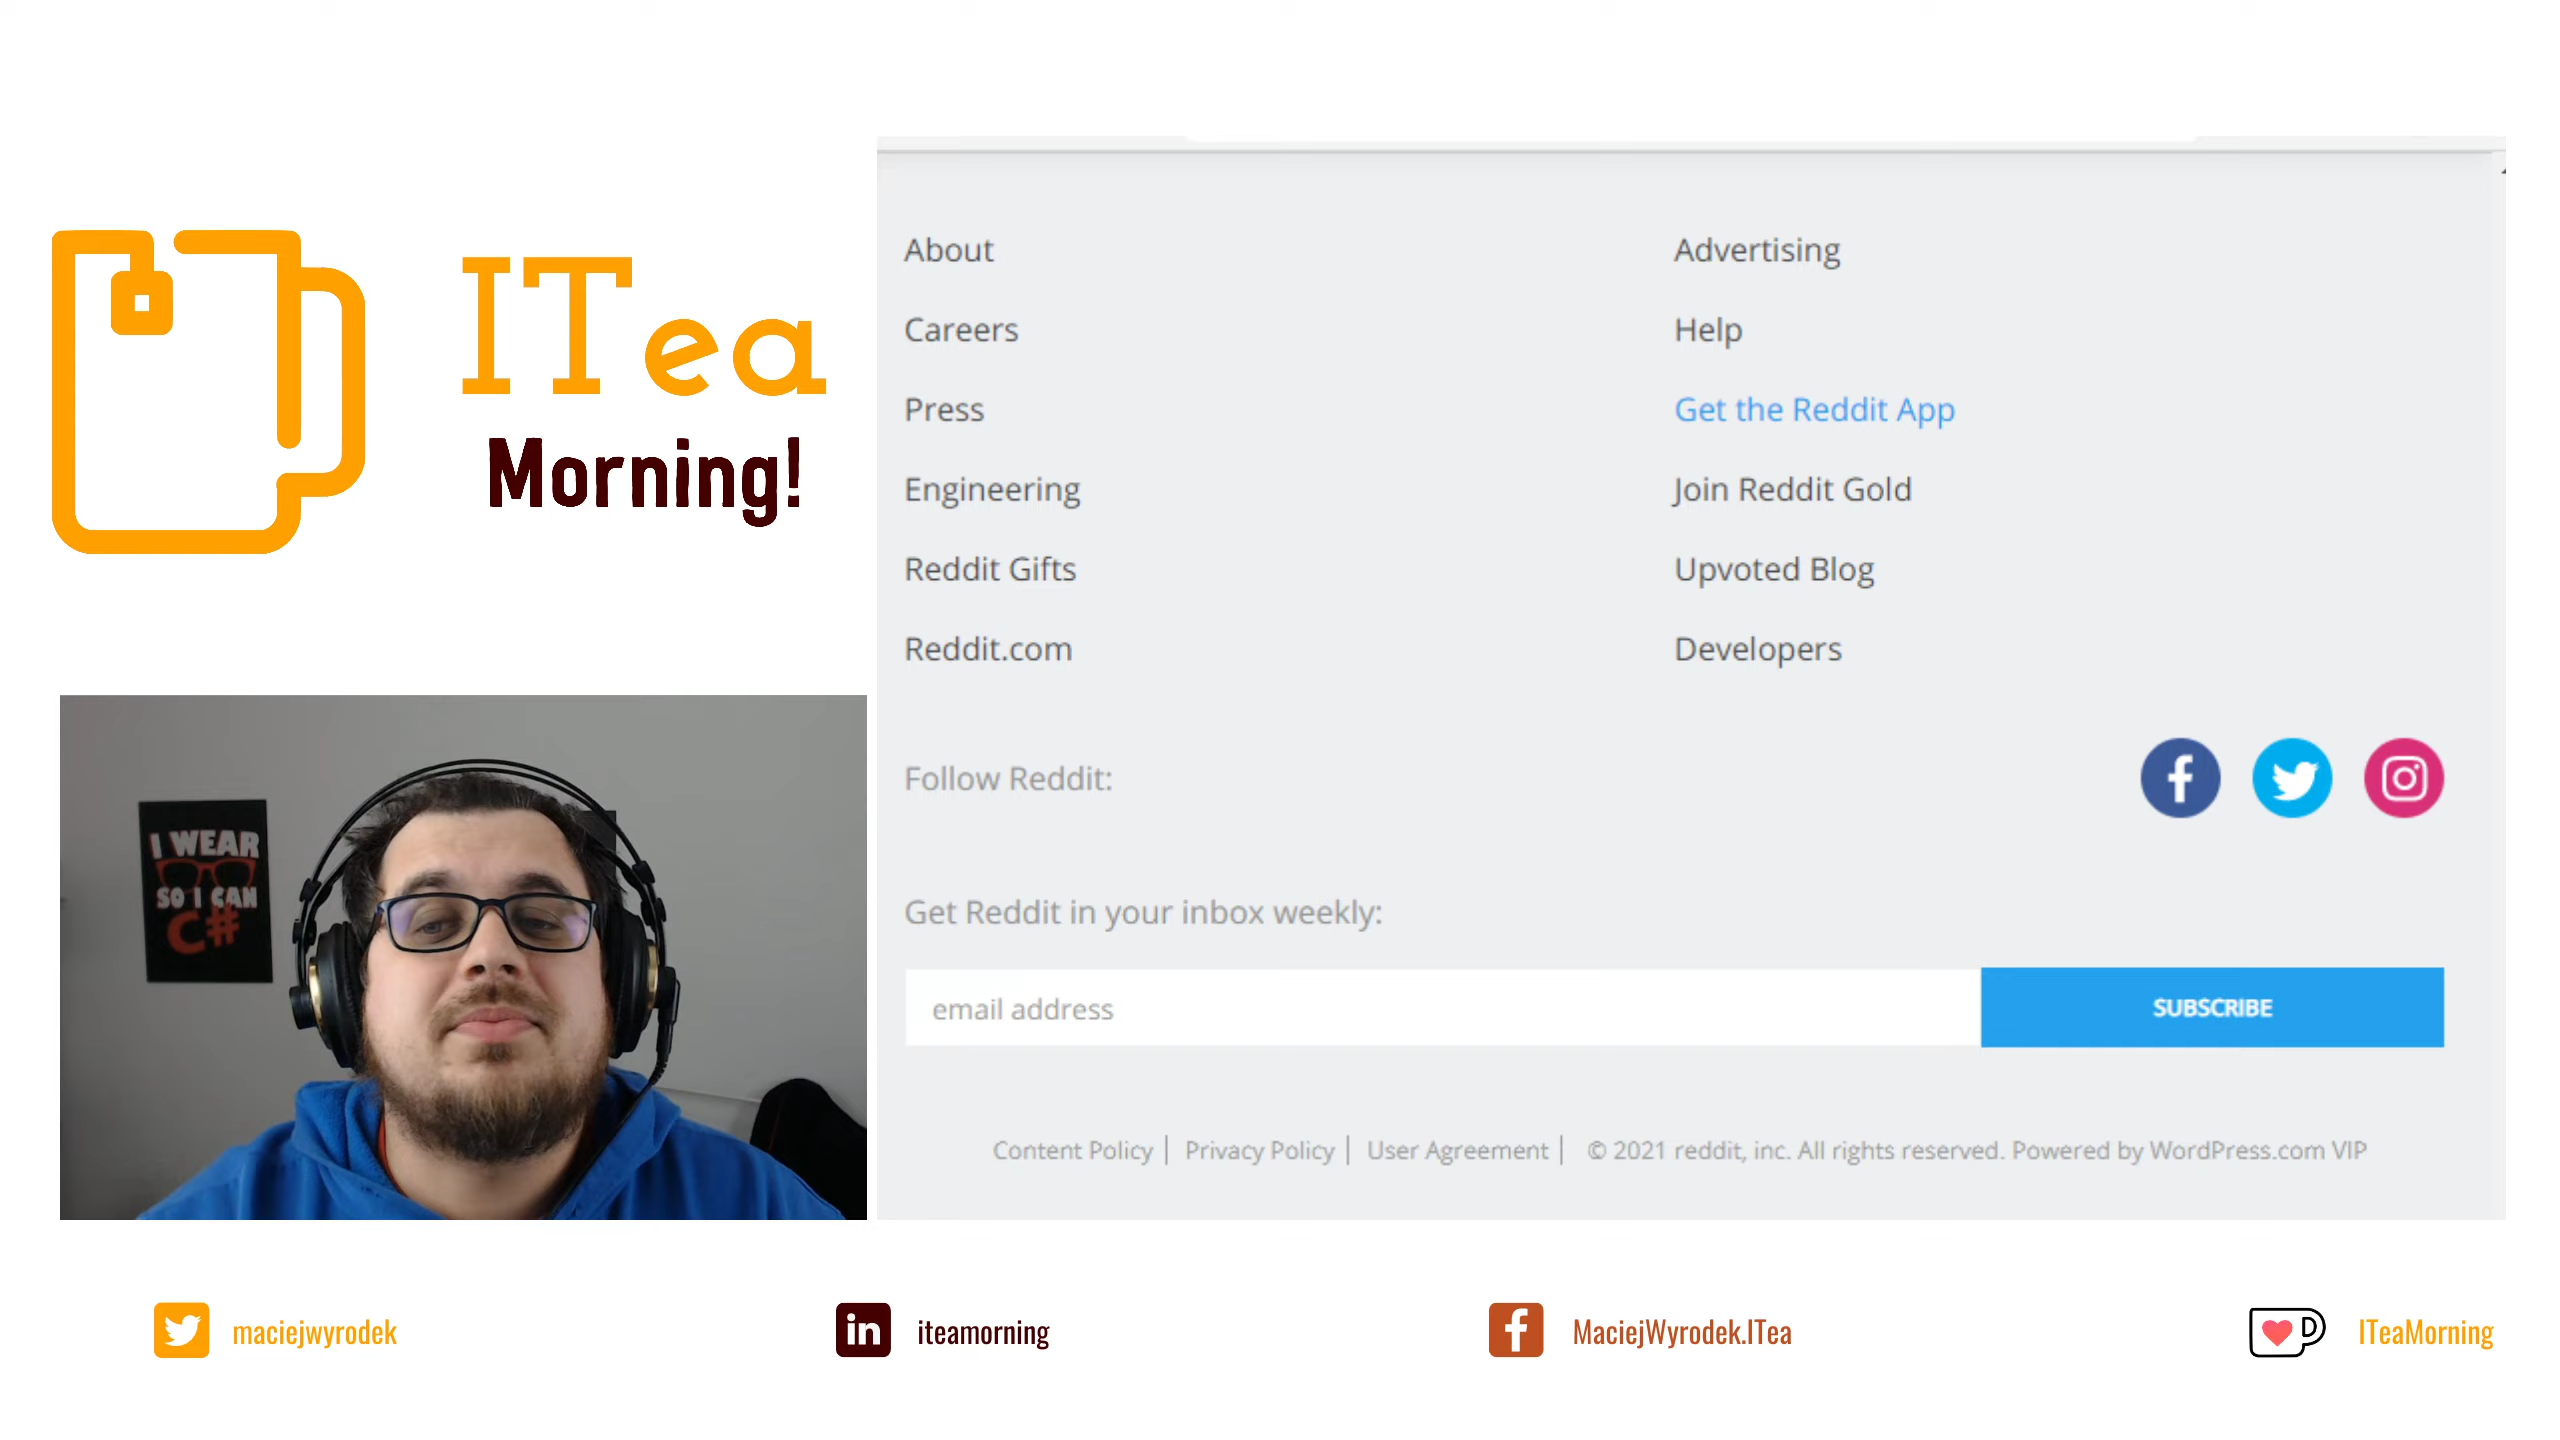 ITea
Morning!
I WEAR
SO I CAN
C#
About
Careers
Press
Engineering
Reddit Gifts
Reddit.com
Advertising
Help
Get the Reddit App
Join Reddit Gold
Upvoted Blog
Developers
Follow Reddit:
Get Reddit in your inbox weekly:
email address
SUBSCRIBE
Content Policy | Privacy Policy | User Agreement | © 2021 reddit, inc. All rights reserved. Powered by WordPress.com VIP
maciejwyrodek
iteamorning
MaciejWyrodek.ITea
ITeaMorning